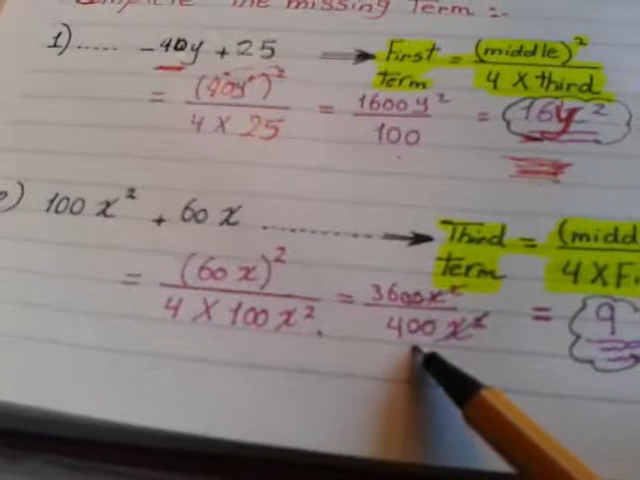 the missing Term :-
1) ..... -40y + 25 → First term = (middle)² / 4 × third
= (40y)² / 4 × 25 = 1600y² / 100 = 16y²
100x² + 60x .............. → Third term = (midd / 4 × F
= (60x)² / 4 × 100x². = 3600x² / 400x² = 9